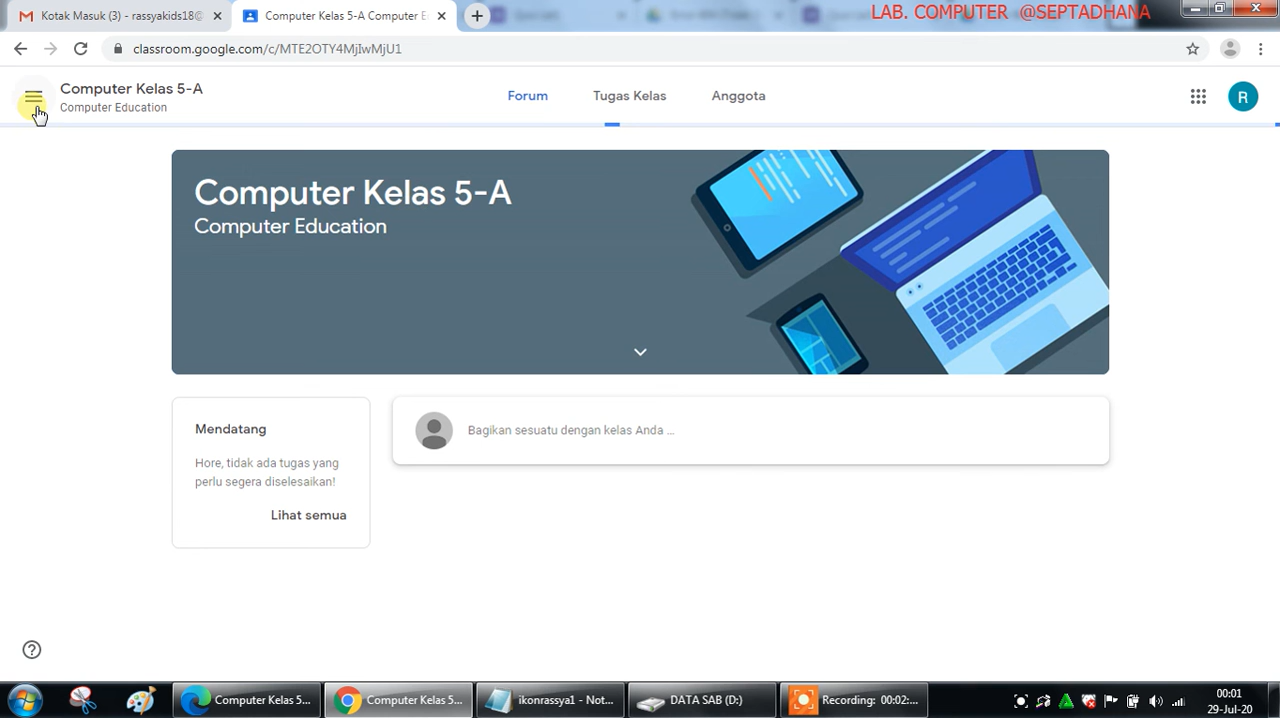 Kotak Masuk (3) - rassyakids18@
Computer Kelas 5-A Computer E
LAB. COMPUTER @SEPTADHANA
classroom.google.com/c/MTE2OTY4MjIwMjU1
Computer Kelas 5-A
Computer Education
Forum
Tugas Kelas
Anggota
R
Computer Kelas 5-A
Computer Education
Mendatang
Hore, tidak ada tugas yang
perlu segera diselesaikan!
Lihat semua
Bagikan sesuatu dengan kelas Anda ...
Computer Kelas 5...
Computer Kelas 5...
ikonrassya1 - Not...
DATA SAB (D:)
Recording: 00:02:...
00:01
29-Jul-20